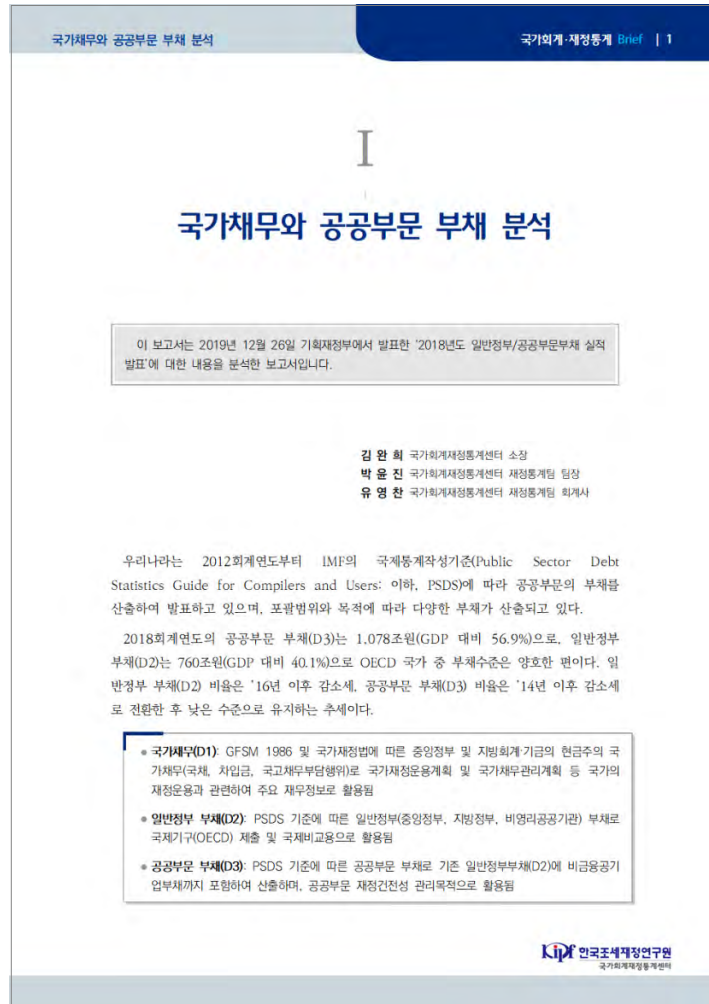 국가채무와 공공부문 부채 분석
국가회계·재정통계 Brief | 1
I
국가채무와 공공부문 부채 분석
이 보고서는 2019년 12월 26일 기획재정부에서 발표한 '2018년도 일반정부/공공부문부채 실적
발표'에 대한 내용을 분석한 보고서입니다.
김 완 희 국가회계재정통계센터 소장
박 윤 진 국가회계재정통계센터 재정통계팀 팀장
유 영 찬 국가회계재정통계센터 재정통계팀 회계사
우리나라는 2012회계연도부터 IMF의 국제통계작성기준(Public Sector Debt
Statistics Guide for Compilers and Users: 이하, PSDS)에 따라 공공부문의 부채를
산출하여 발표하고 있으며, 포괄범위와 목적에 따라 다양한 부채가 산출되고 있다.
2018회계연도의 공공부문 부채(D3)는 1,078조원(GDP 대비 56.9%)으로, 일반정부
부채(D2)는 760조원(GDP 대비 40.1%)으로 OECD 국가 중 부채수준은 양호한 편이다. 일
반정부 부채(D2) 비율은 '16년 이후 감소세, 공공부문 부채(D3) 비율은 '14년 이후 감소세
로 전환한 후 낮은 수준으로 유지하는 추세이다.
● 국가채무(D1): GFSM 1986 및 국가재정법에 따른 중앙정부 및 지방회계·기금의 현금주의 국
가채무(국채, 차입금, 국고채무부담행위)로 국가재정운용계획 및 국가채무관리계획 등 국가의
재정운용과 관련하여 주요 재무정보로 활용됨
● 일반정부 부채(D2): PSDS 기준에 따른 일반정부(중앙정부, 지방정부, 비영리공공기관) 부채로
국제기구(OECD) 제출 및 국제비교용으로 활용됨
● 공공부문 부채(D3): PSDS 기준에 따른 공공부문 부채로 기존 일반정부부채(D2)에 비금융공기
업부채까지 포함하여 산출하며, 공공부문 재정건전성 관리목적으로 활용됨
Kipf 한국조세재정연구원
국가회계재정통계센터